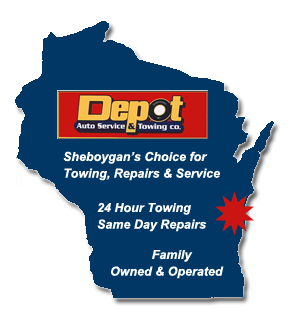 Depot
Auto Service & Towing co.
Sheboygan's Choice for
Towing, Repairs & Service
24 Hour Towing
Same Day Repairs
Family
Owned & Operated